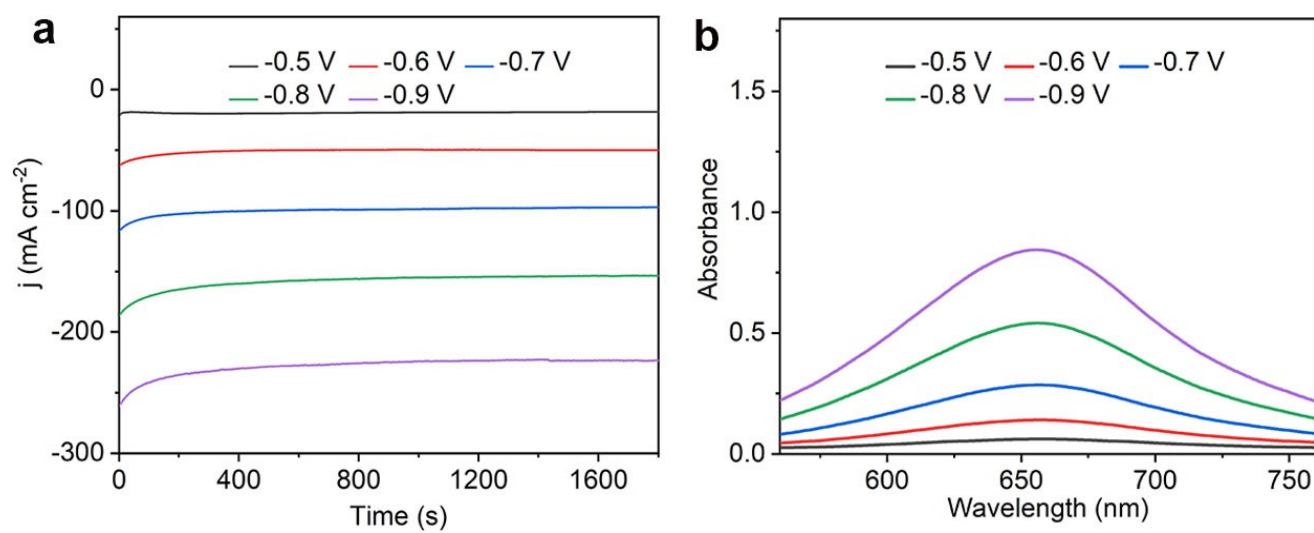 a
-0.5 V -0.6 V -0.7 V
-0.8 V -0.9 V
0
-100
-200
-300
j (mA cm-2)
0 400 800 1200 1600
Time (s)
b
-0.5 V -0.6 V -0.7 V
-0.8 V -0.9 V
1.5
1.0
0.5
0.0
Absorbance
600 650 700 750
Wavelength (nm)